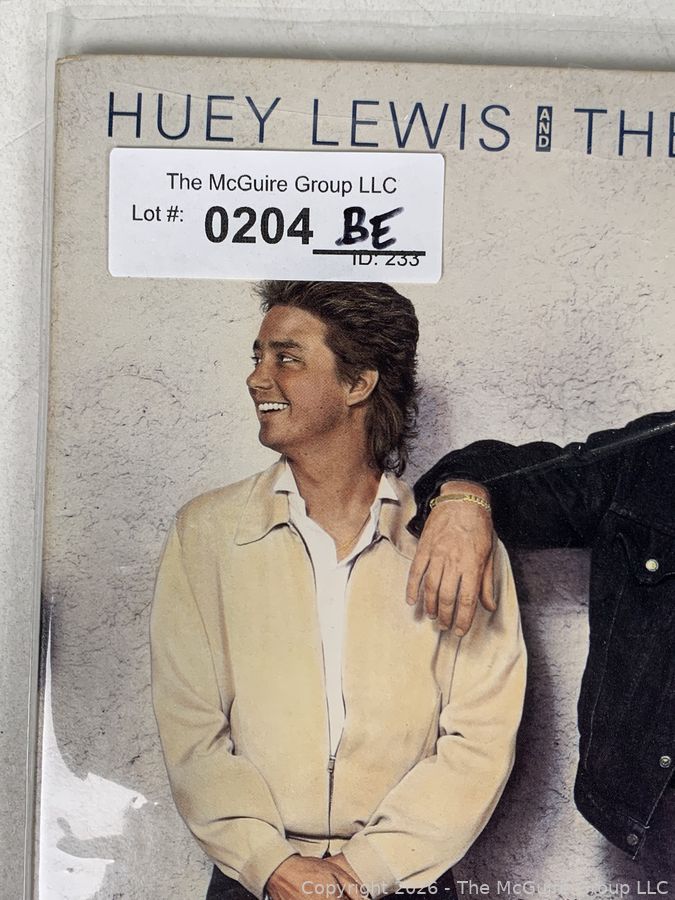 HUEY LEWIS AND THE
The McGuire Group LLC
Lot #: 0204 BE
ID: 233
Copyright 2026 - The McGuire Group LLC